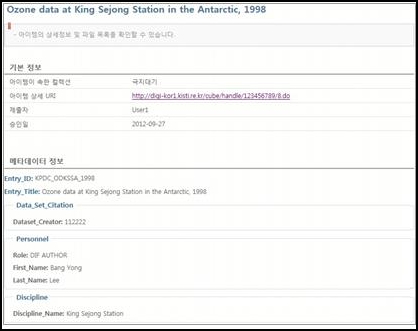 Ozone data at King Sejong Station in the Antarctic, 1998
- 아이템의 상세정보 및 파일 목록을 확인할 수 있습니다.
기본 정보
아이템이 속한 컬렉션 극지대기
아이템 상세 URI http://digi-kor1.kisti.re.kr/cube/handle/123456789/8.do
제출자 User1
승인일 2012-09-27
메타데이터 정보
Entry_ID: KPDC_ODKSSA_1998
Entry_Title: Ozone data at King Sejong Station in the Antarctic, 1998
Data_Set_Citation
Dataset_Creator: 112222
Personnel
Role: DIF AUTHOR
First_Name: Bang Yong
Last_Name: Lee
Discipline
Discipline_Name: King Sejong Station